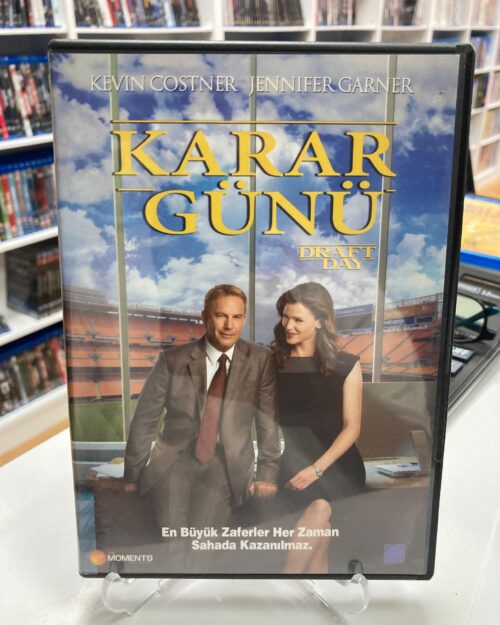 KEVIN COSTNER JENNIFER GARNER
KARAR
GÜNÜ
DRAFT
DAY
En Büyük Zaferler Her Zaman
Sahada Kazanılmaz.
MOMENTS